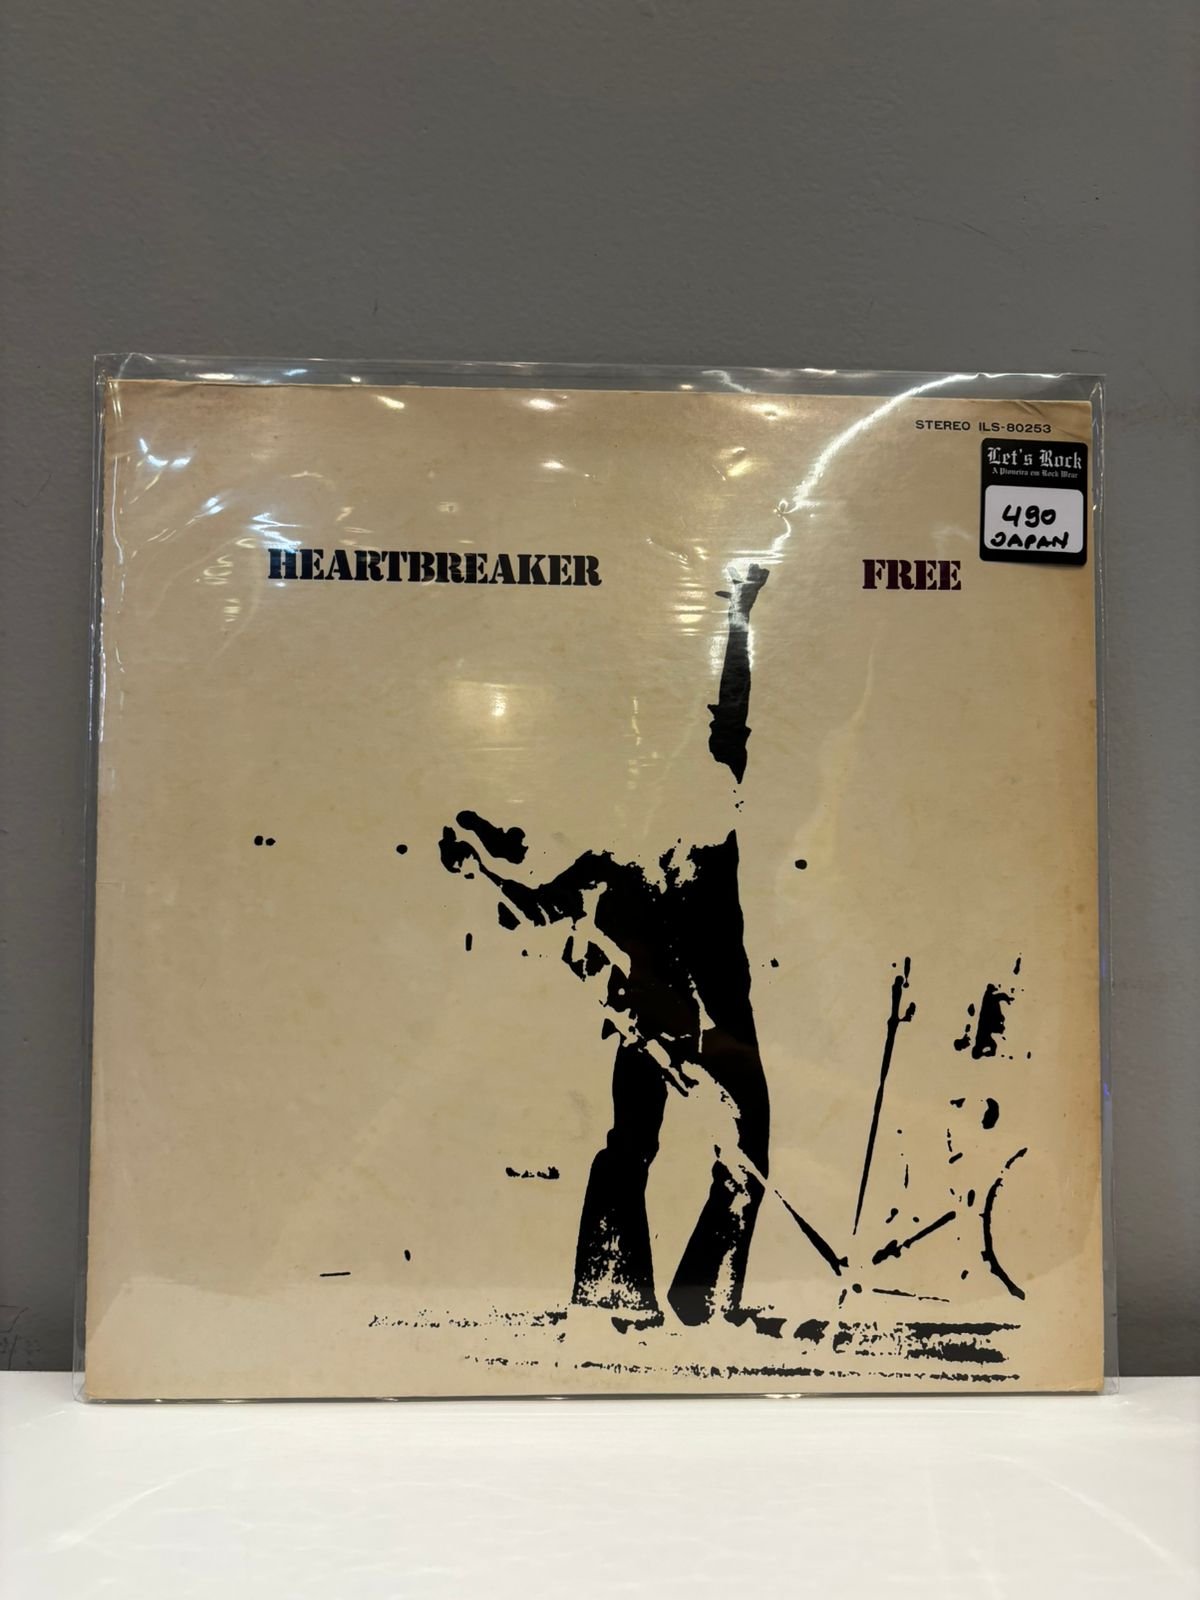 STEREO ILS-80253
Let's Rock
A Pioneira em Rock Wear
490
JAPAN
HEARTBREAKER
FREE